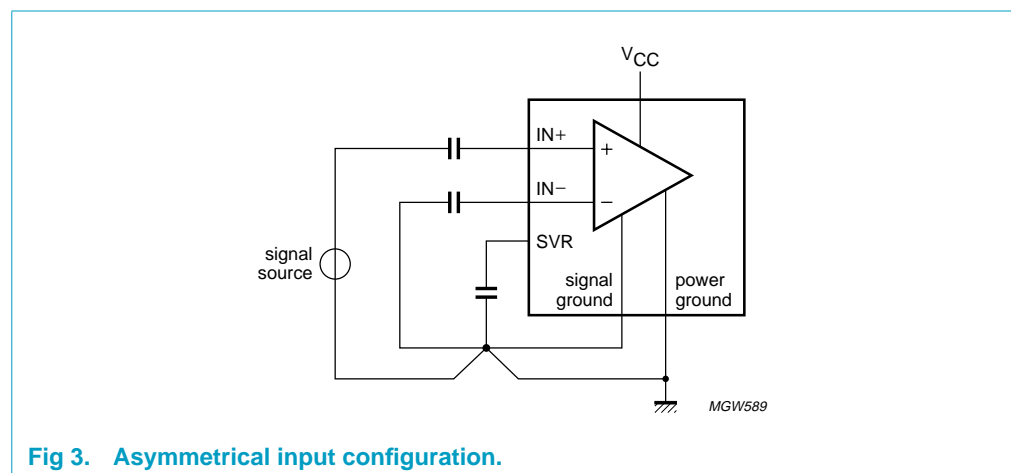 VCC
IN+
+
IN−
−
SVR
signal
source
signal
ground
power
ground
MGW589
Fig 3. Asymmetrical input configuration.